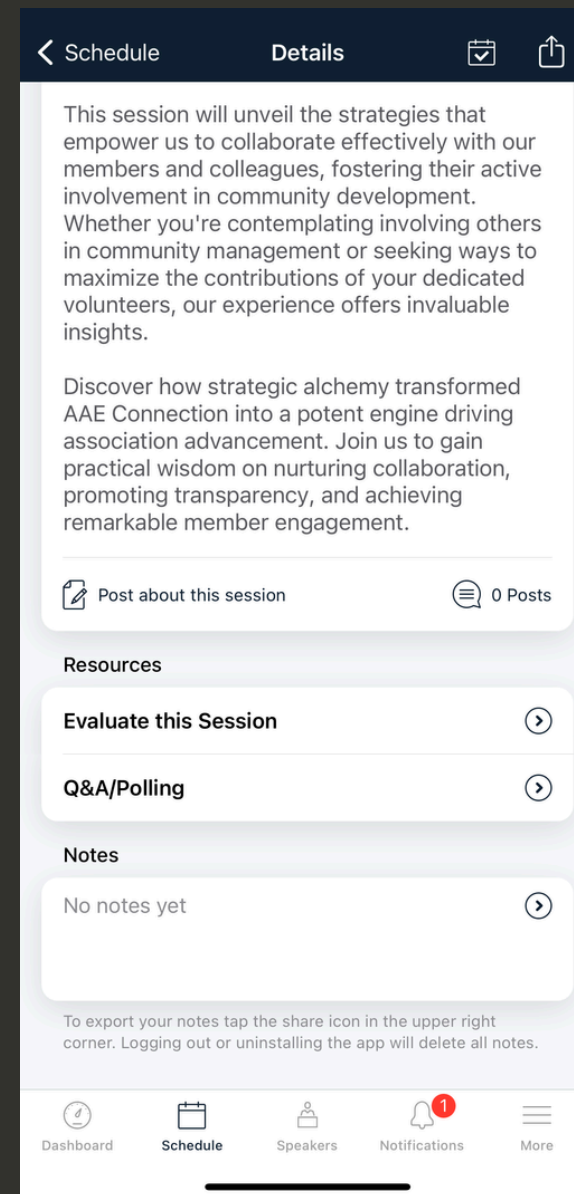 Schedule
Details
This session will unveil the strategies that
empower us to collaborate effectively with our
members and colleagues, fostering their active
involvement in community development.
Whether you're contemplating involving others
in community management or seeking ways to
maximize the contributions of your dedicated
volunteers, our experience offers invaluable
insights.
Discover how strategic alchemy transformed
AAE Connection into a potent engine driving
association advancement. Join us to gain
practical wisdom on nurturing collaboration,
promoting transparency, and achieving
remarkable member engagement.
Post about this session
0 Posts
Resources
Evaluate this Session
Q&A/Polling
Notes
No notes yet
To export your notes tap the share icon in the upper right
corner. Logging out or uninstalling the app will delete all notes.
1
Dashboard
Schedule
Speakers
Notifications
More